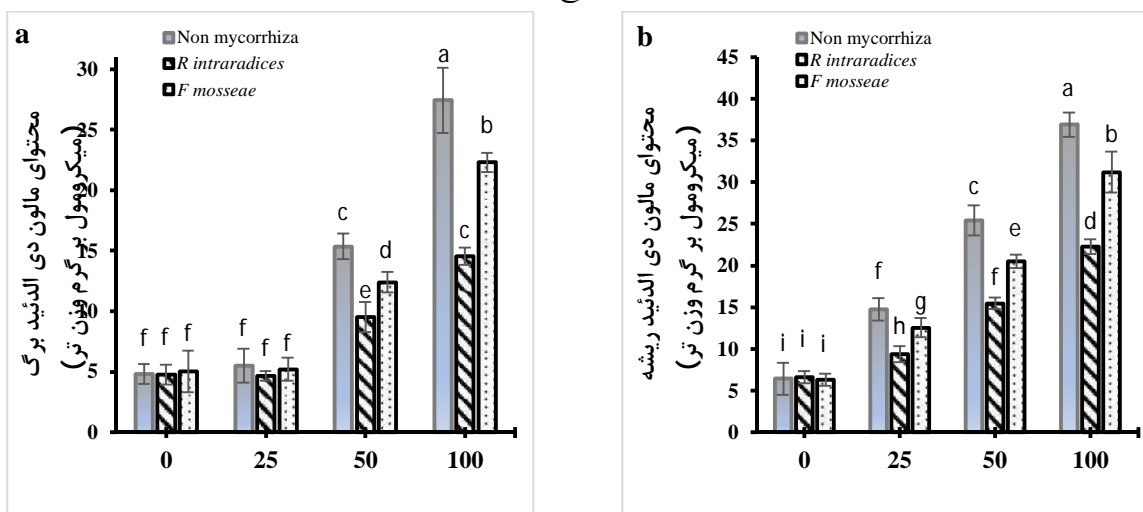 a
Non mycorrhiza
R intraradices
F mosseae
محتوای مالون دی الدئید برگ
(میکرومول بر گرم وزن تر)
30
25
20
15
10
5
0
a
b
c
c
d
e
f f f
f f f
0 25 50 100
b
Non mycorrhiza
R intraradices
F mosseae
محتوای مالون دی الدئید ریشه
(میکرومول بر گرم وزن تر)
45
40
35
30
25
20
15
10
5
0
a
b
c
d
e
f
f
g
h
i i i
0 25 50 100